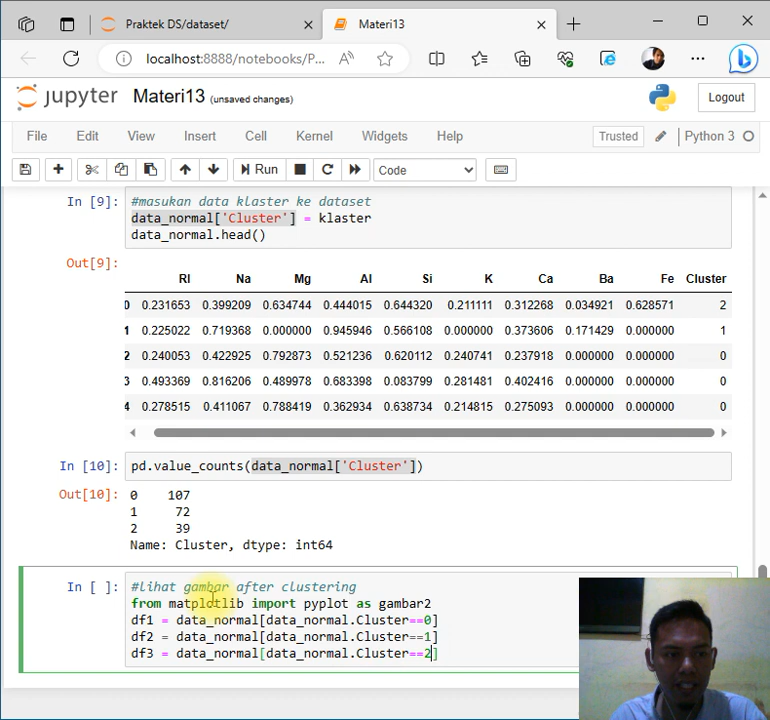 Praktek DS/dataset/
Materi13
localhost:8888/notebooks/P...
jupyter Materi13 (unsaved changes)
Logout
File Edit View Insert Cell Kernel Widgets Help
Trusted Python 3
Run Code
In [9]: #masukan data klaster ke dataset
data_normal['Cluster'] = klaster
data_normal.head()
Out[9]:
RI Na Mg Al Si K Ca Ba Fe Cluster
0 0.231653 0.399209 0.634744 0.444015 0.644320 0.211111 0.312268 0.034921 0.628571 2
1 0.225022 0.719368 0.000000 0.945946 0.566108 0.000000 0.373606 0.171429 0.000000 1
2 0.240053 0.422925 0.792873 0.521236 0.620112 0.240741 0.237918 0.000000 0.000000 0
3 0.493369 0.816206 0.489978 0.683398 0.083799 0.281481 0.402416 0.000000 0.000000 0
4 0.278515 0.411067 0.788419 0.362934 0.638734 0.214815 0.275093 0.000000 0.000000 0
In [10]: pd.value_counts(data_normal['Cluster'])
Out[10]: 0 107
1 72
2 39
Name: Cluster, dtype: int64
In [ ]: #lihat gambar after clustering
from matplotlib import pyplot as gambar2
df1 = data_normal[data_normal.Cluster==0]
df2 = data_normal[data_normal.Cluster==1]
df3 = data_normal[data_normal.Cluster==2]